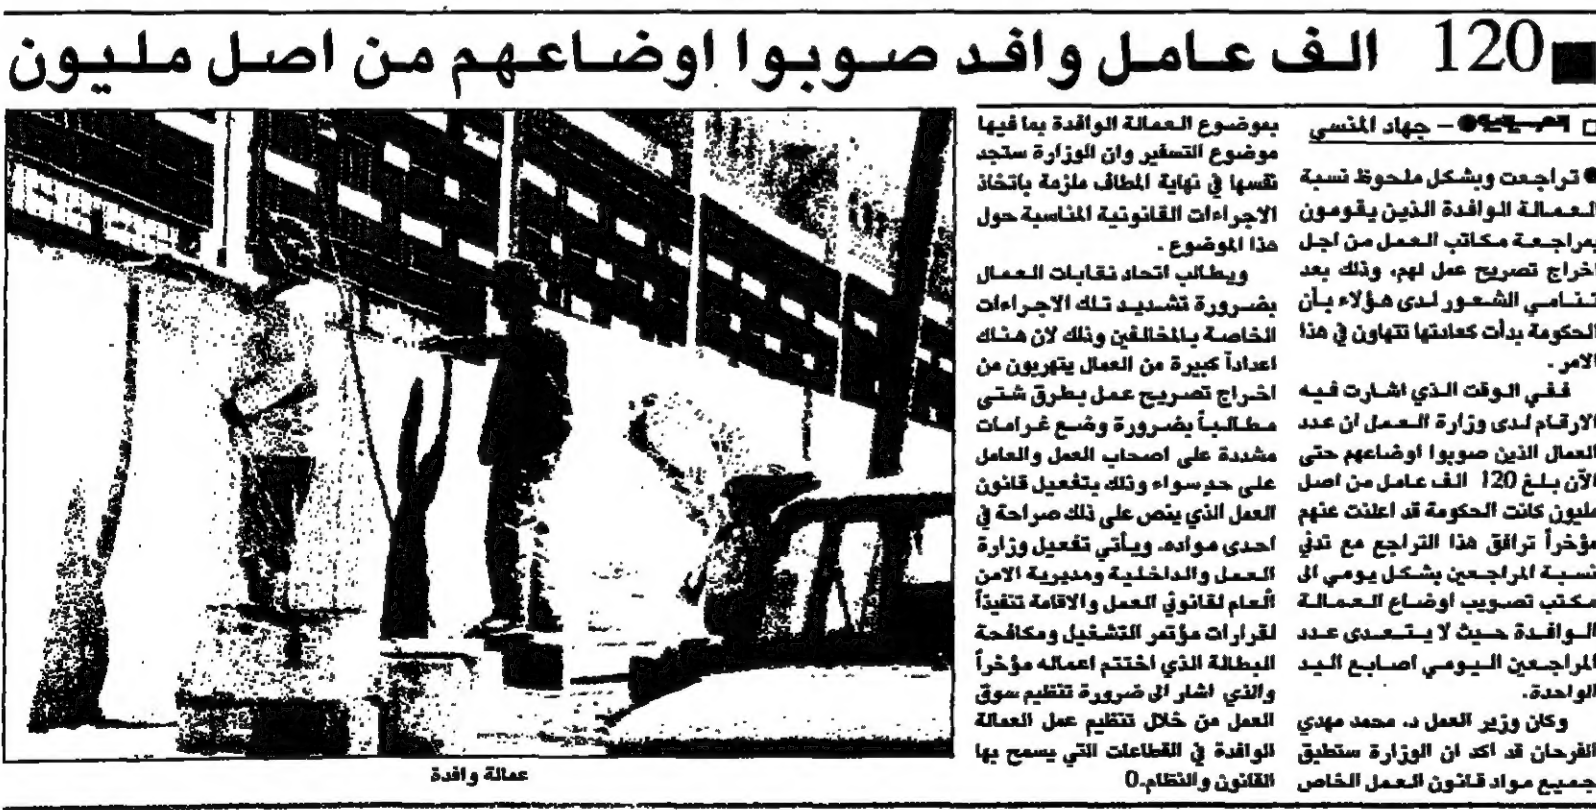 120 الف عامل وافد صوبوا اوضاعهم من اصل مليون
– جهاد المنسي
● تراجعت وبشكل ملحوظ نسبة
العمالة الوافدة الذين يقومون
بمراجعة مكاتب العمل من اجل
اخراج تصريح عمل لهم، وذلك بعد
تنامي الشعور لدى هؤلاء بأن
الحكومة بدأت كعادتها تتهاون في هذا
الامر.
ففي الوقت الذي اشارت فيه
الارقام لدى وزارة العمل ان عدد
العمال الذين صوبوا اوضاعهم حتى
الآن بلغ 120 الف عامل من اصل
مليون كانت الحكومة قد اعلنت عنهم
مؤخراً ترافق هذا التراجع مع تدني
نسبة المراجعين بشكل يومي الى
مكتب تصويب اوضاع العمالة
الوافدة حيث لا يتعدى عدد
المراجعين اليومي اصابع اليد
الواحدة.
وكان وزير العمل د. محمد مهدي
الفرحان قد اكد ان الوزارة ستطبق
جميع مواد قانون العمل الخاص
بموضوع العمالة الوافدة بما فيها
موضوع التسفير وان الوزارة ستجد
نفسها في نهاية المطاف ملزمة باتخاذ
الاجراءات القانونية المناسبة حول
هذا الموضوع.
ويطالب اتحاد نقابات العمال
بضرورة تشديد تلك الاجراءات
الخاصة بالمخالفين وذلك لان هناك
اعداداً كبيرة من العمال يتهربون من
اخراج تصريح عمل بطرق شتى
مطالباً بضرورة وضع غرامات
مشددة على اصحاب العمل والعامل
على حد سواء وذلك بتفعيل قانون
العمل الذي ينص على ذلك صراحة في
احدى مواده. ويأتي تفعيل وزارة
العمل والداخلية ومديرية الامن
العام لقانوني العمل والاقامة تنفيذاً
لقرارات مؤتمر التشغيل ومكافحة
البطالة الذي اختتم اعماله مؤخراً
والذي اشار الى ضرورة تنظيم سوق
العمل من خلال تنظيم عمل العمالة
الوافدة في القطاعات التي يسمح بها
القانون والنظام.0
عمالة وافدة